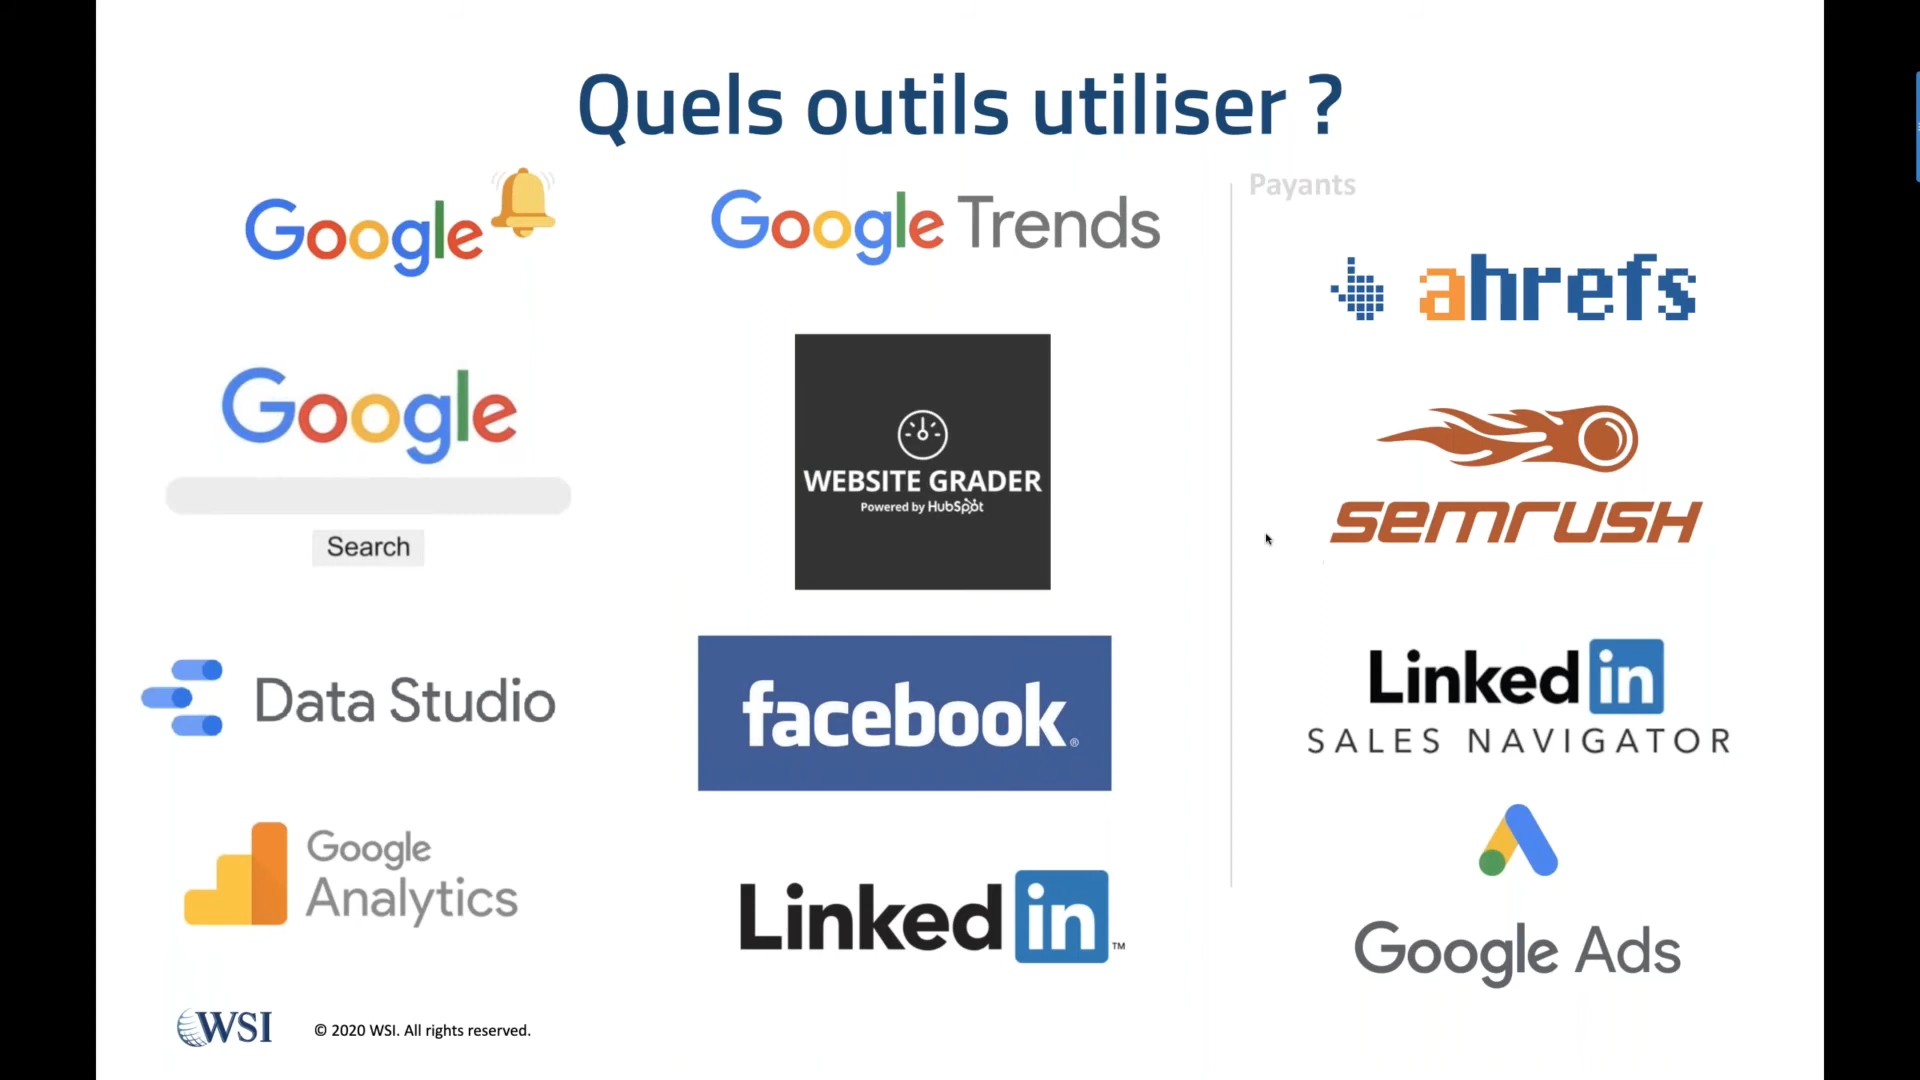 Quels outils utiliser ?
Google
Google
Search
Data Studio
Google
Analytics
Google Trends
WEBSITE GRADER
Powered by HubSpot
facebook®
Linked in™
Payants
ahrefs
semrush
Linked in
SALES NAVIGATOR
Google Ads
WSI
© 2020 WSI. All rights reserved.